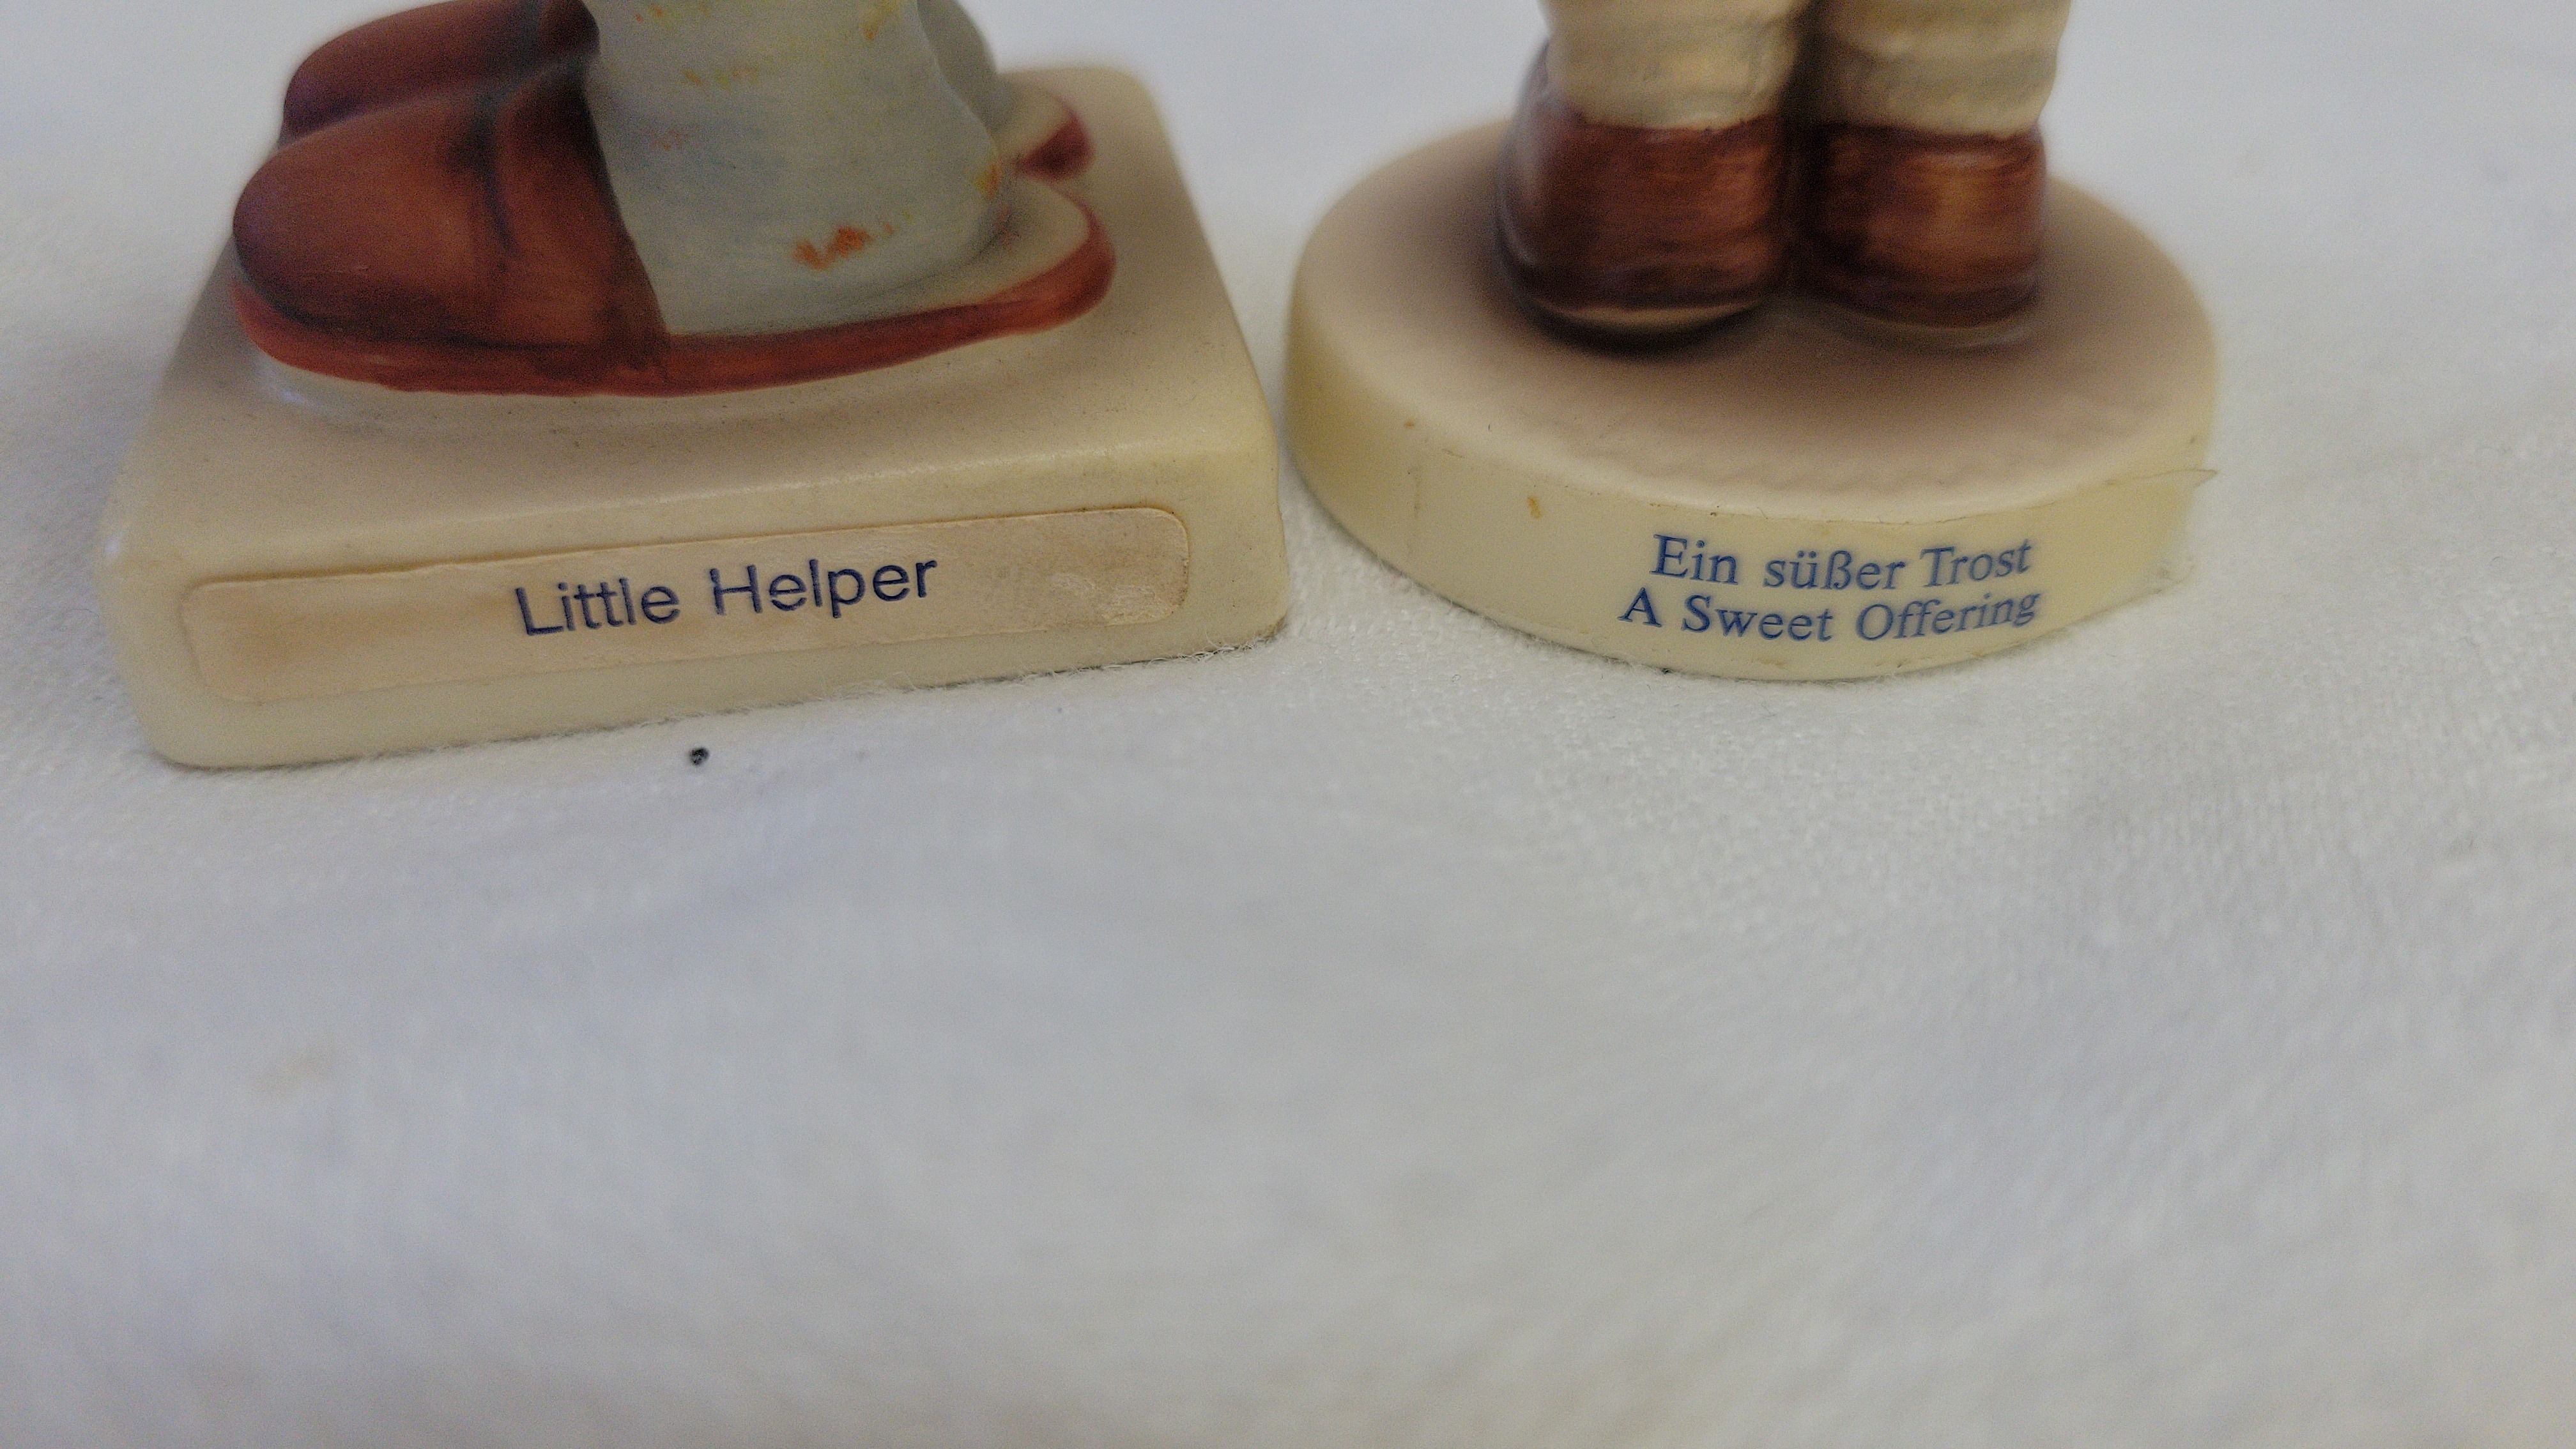 Little Helper
Ein süßer Trost
A Sweet Offering